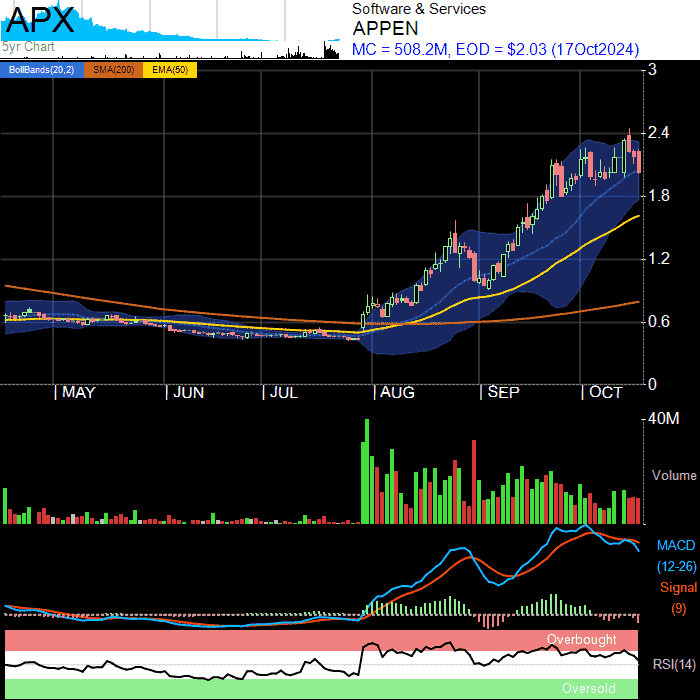 APX
5yr Chart
Software & Services
APPEN
MC = 508.2M, EOD = $2.03 (17Oct2024)
BollBands(20,2) SMA(200) EMA(50)
3
2.4
1.8
1.2
0.6
0
MAY JUN JUL AUG SEP OCT
40M
Volume
MACD
(12-26)
Signal
(9)
Overbought
RSI(14)
Oversold